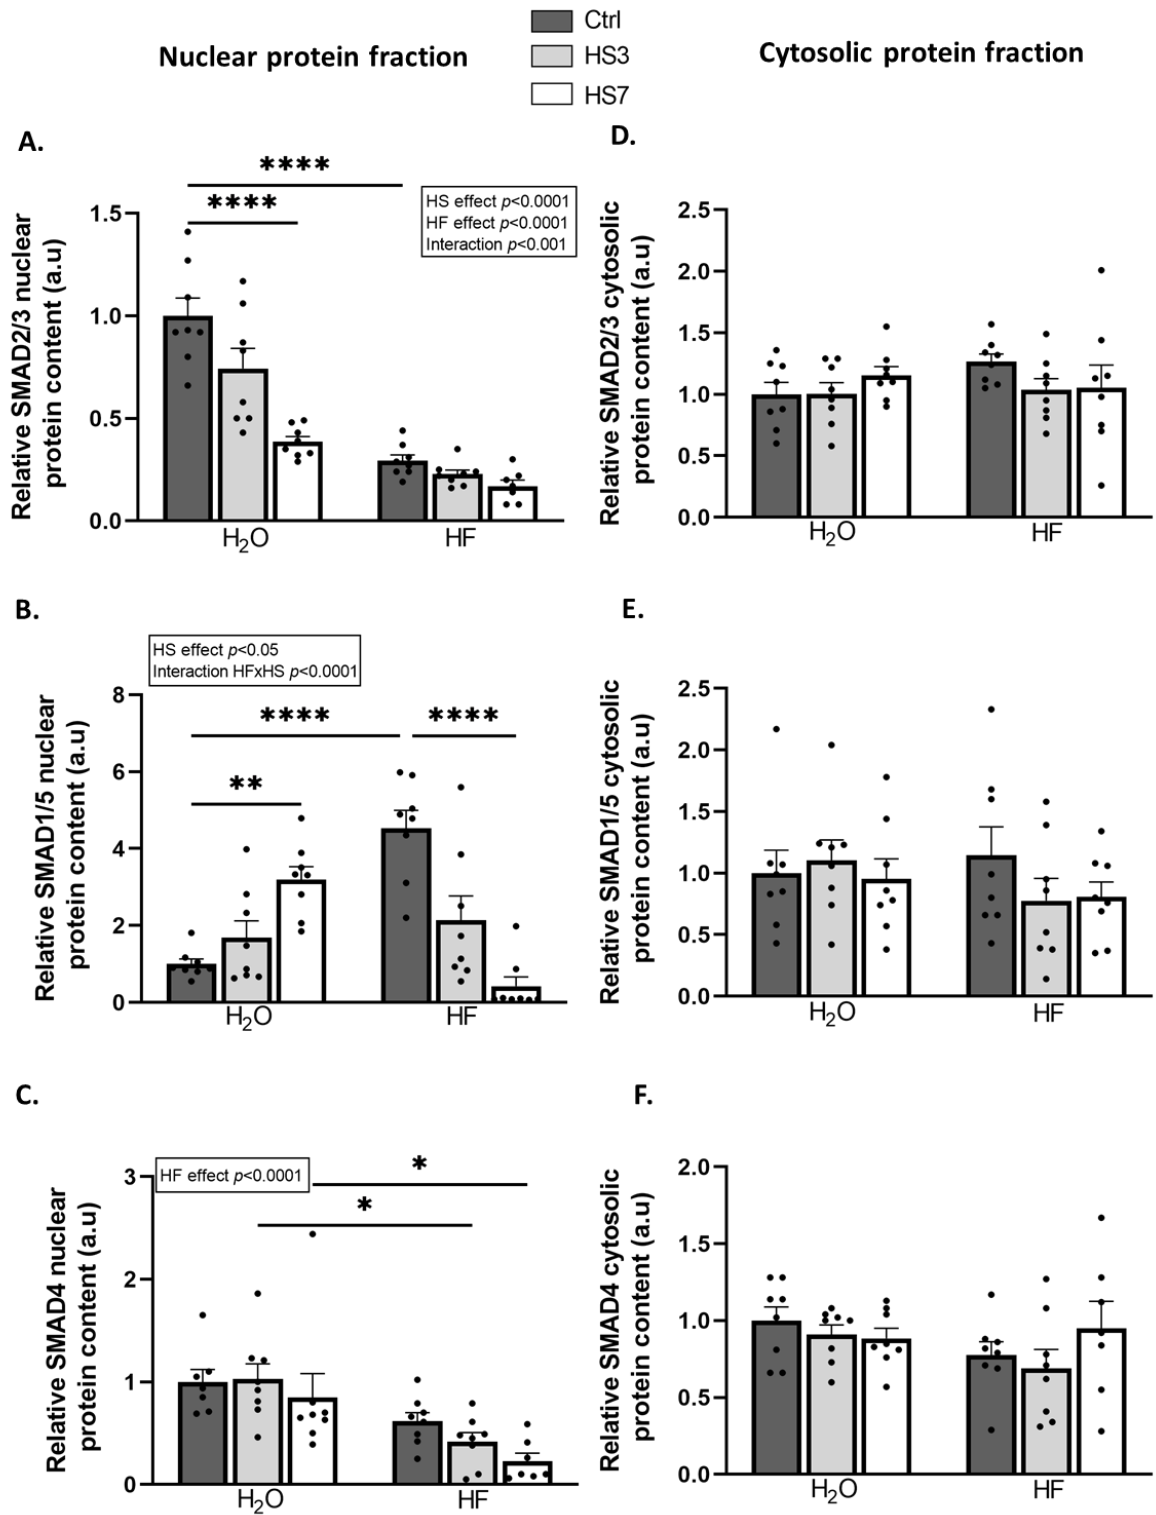 Nuclear protein fraction
Ctrl
HS3
HS7
Cytosolic protein fraction
A.
****
****
HS effect p<0.0001
HF effect p<0.0001
Interaction p<0.001
Relative SMAD2/3 nuclear
protein content (a.u)
1.5
1.0
0.5
0.0
H₂O
HF
D.
Relative SMAD2/3 cytosolic
protein content (a.u)
2.5
2.0
1.5
1.0
0.5
0.0
H₂O
HF
B.
HS effect p<0.05
Interaction HFxHS p<0.0001
****
****
**
Relative SMAD1/5 nuclear
protein content (a.u)
8
6
4
2
0
H₂O
HF
E.
Relative SMAD1/5 cytosolic
protein content (a.u)
2.5
2.0
1.5
1.0
0.5
0.0
H₂O
HF
C.
HF effect p<0.0001
*
*
Relative SMAD4 nuclear
protein content (a.u)
3
2
1
0
H₂O
HF
F.
Relative SMAD4 cytosolic
protein content (a.u)
2.0
1.5
1.0
0.5
0.0
H₂O
HF